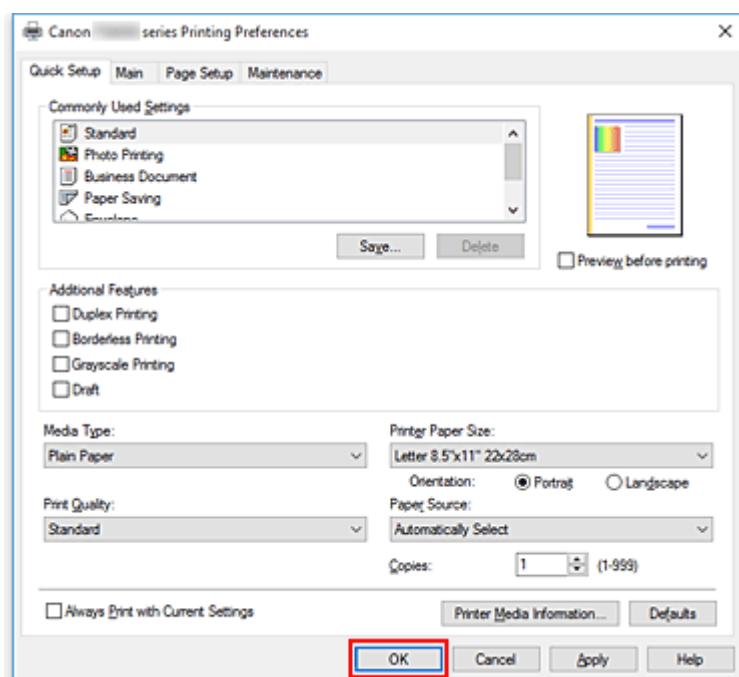 Canon series Printing Preferences
Quick Setup Main Page Setup Maintenance
Commonly Used Settings
Standard
Photo Printing
Business Document
Paper Saving
Envelope
Save... Delete
Preview before printing
Additional Features
Duplex Printing
Borderless Printing
Grayscale Printing
Draft
Media Type: Printer Paper Size:
Plain Paper Letter 8.5"x11" 22x28cm
Orientation: Portrait Landscape
Print Quality: Paper Source:
Standard Automatically Select
Copies: 1 (1-999)
Always Print with Current Settings Printer Media Information... Defaults
OK Cancel Apply Help